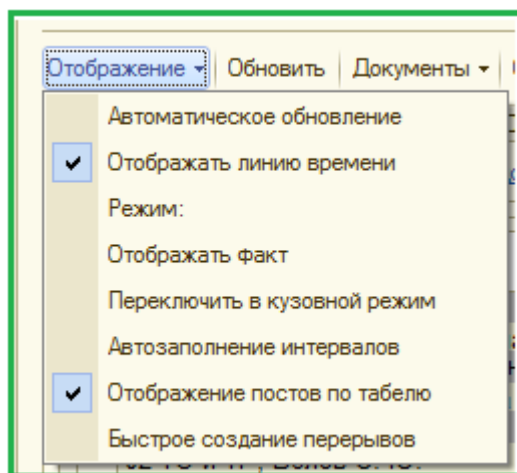 Отображение Обновить Документы
Автоматическое обновление
Отображать линию времени
Режим:
Отображать факт
Переключить в кузовной режим
Автозаполнение интервалов
Отображение постов по табелю
Быстрое создание перерывов